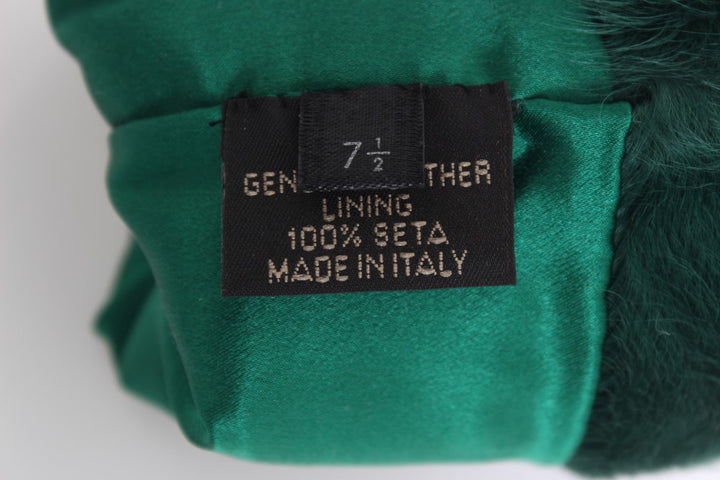 7 ½
GEN THER
LINING
100% SETA
MADE IN ITALY